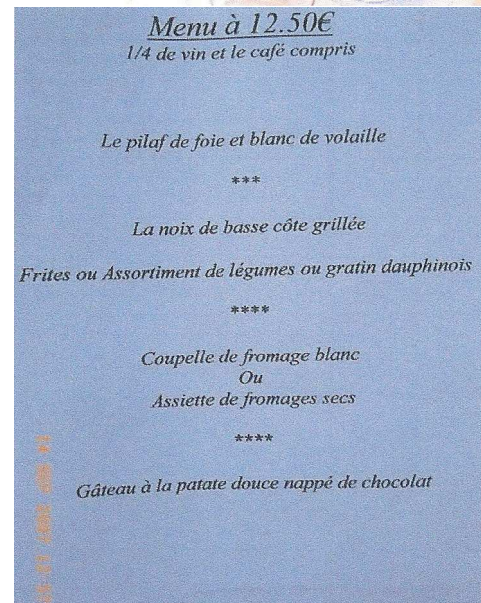 Menu à 12.50€
1/4 de vin et le café compris
Le pilaf de foie et blanc de volaille
***
La noix de basse côte grillée
Frites ou Assortiment de légumes ou gratin dauphinois
****
Coupelle de fromage blanc
Ou
Assiette de fromages secs
****
Gâteau à la patate douce nappé de chocolat